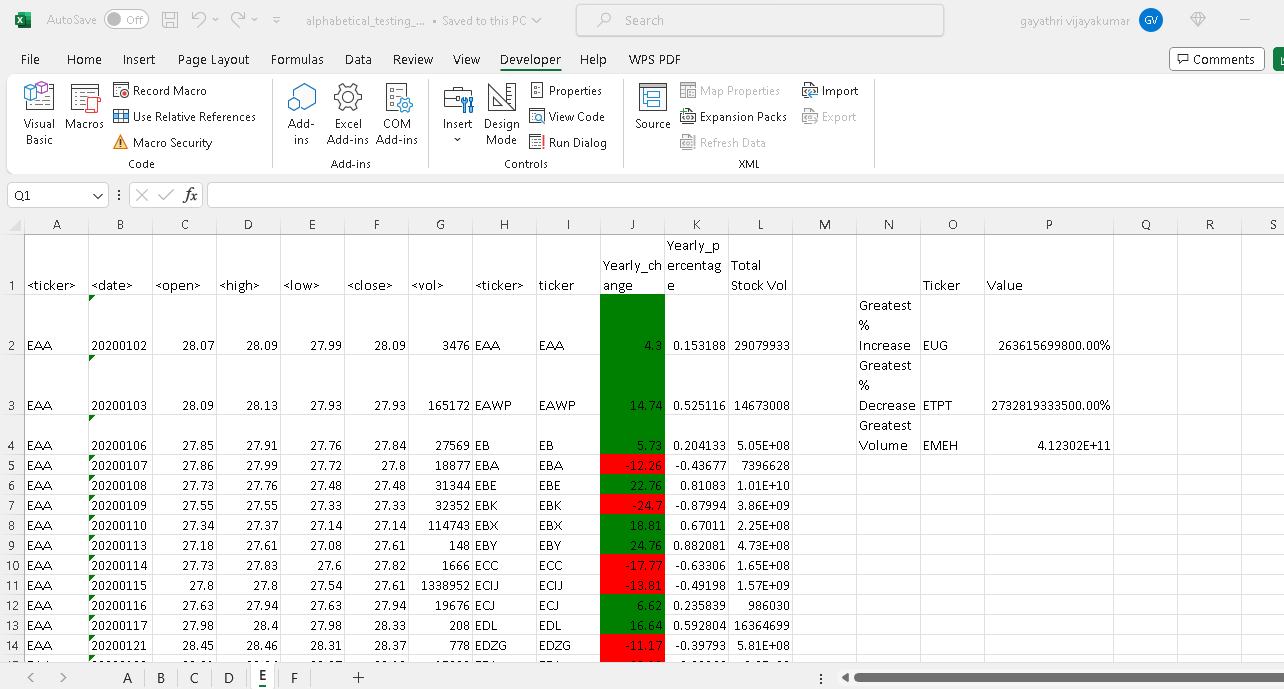 AutoSave Off alphabetical_testing_... • Saved to this PC Search gayathri vijayakumar GV
File Home Insert Page Layout Formulas Data Review View Developer Help WPS PDF Comments
Visual Basic
Macros
Record Macro
Use Relative References
Macro Security
Code
Add-ins
Excel Add-ins
COM Add-ins
Add-ins
Insert
Design Mode
Properties
View Code
Run Dialog
Controls
Source
Map Properties
Expansion Packs
Refresh Data
Import
Export
XML
Q1 fx
A B C D E F G H I J K L M N O P Q R S
1 <ticker> <date> <open> <high> <low> <close> <vol> <ticker> ticker Yearly_change Yearly_percentage Total Stock Vol Ticker Value
2 EAA 20200102 28.07 28.09 27.99 28.09 3476 EAA EAA 4.3 0.153188 29079933 Greatest % Increase EUG 263615699800.00%
3 EAA 20200103 28.09 28.13 27.93 27.93 165172 EAWP EAWP 14.74 0.525116 14673008 Greatest % Decrease ETPT 2732819333500.00%
4 EAA 20200106 27.85 27.91 27.76 27.84 27569 EB EB 5.73 0.204133 5.05E+08 Greatest Volume EMEH 4.12312E+11
5 EAA 20200107 27.96 27.99 27.72 27.8 18877 EBA EBA -12.26 -0.43677 7396628
6 EAA 20200108 27.73 27.76 27.48 27.48 31344 EBE EBE 22.76 0.81083 1.01E+10
7 EAA 20200109 27.55 27.55 27.33 27.5 32352 EBK EBK -24.7 -0.87994 3.86E+09
8 EAA 20200110 27.34 27.37 27.14 27.14 114743 EBX EBX 18.81 0.67011 2.25E+08
9 EAA 20200113 27.18 27.61 27.08 27.61 148 EBY EBY 24.76 0.882081 4.73E+08
10 EAA 20200114 27.73 27.83 27.6 27.82 1666 ECC ECC -17.77 -0.63306 1.65E+08
11 EAA 20200115 27.8 27.54 1338952 ECIJ ECIJ -13.81 -0.49198 1.57E+09
12 EAA 20200116 27.63 27.94 27.63 27.94 19676 ECJ ECJ 6.62 0.235839 986030
13 EAA 20200117 27.98 28.4 27.98 28.33 208 EDL EDL 16.64 0.592804 16364699
14 EAA 20200121 28.43 28.46 28.31 28.37 778 EDZG EDZG -11.17 -0.39793 5.81E+08
A B C D E F